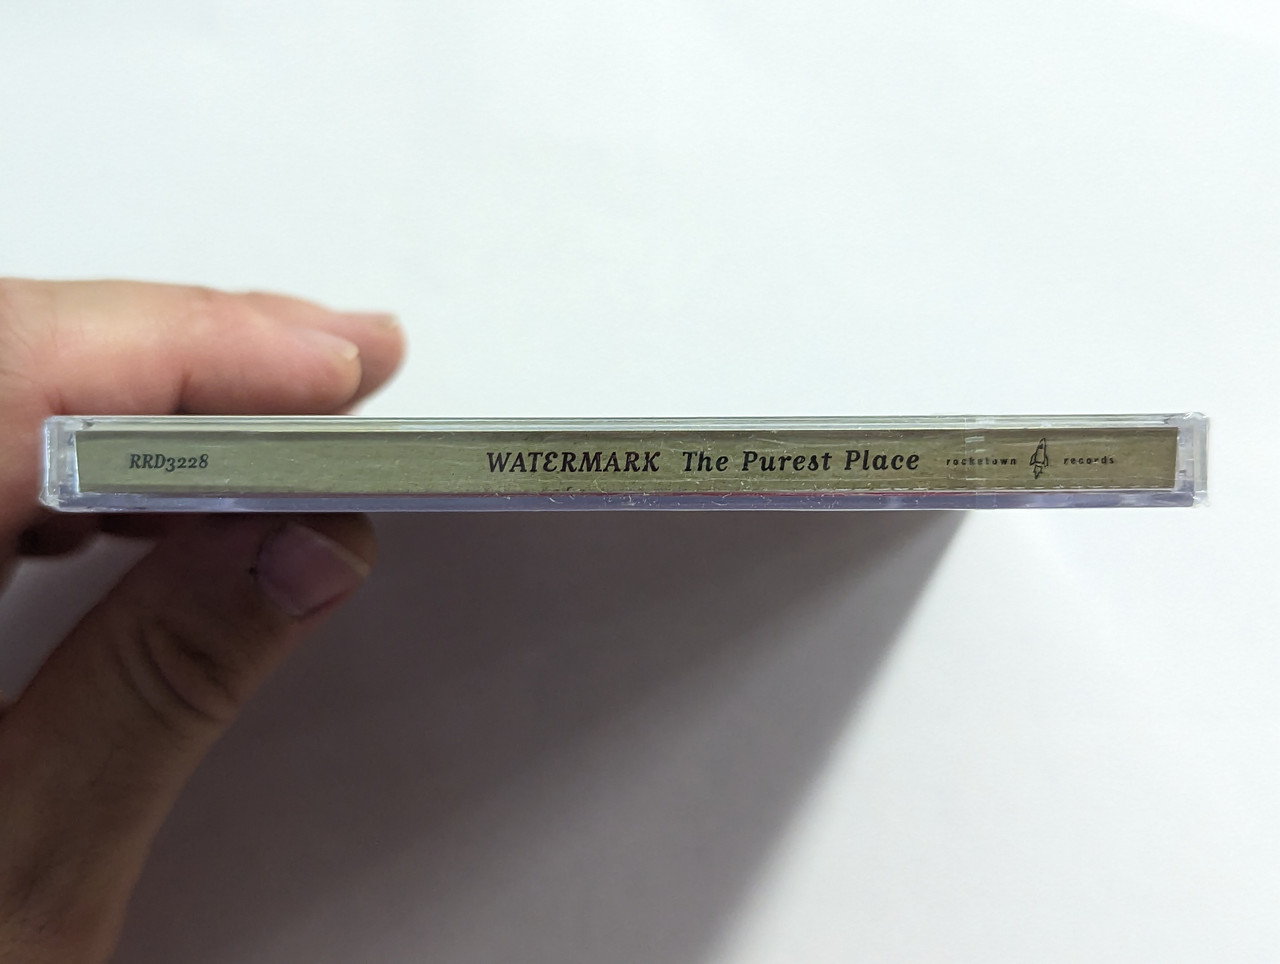 RRD3228 WATERMARK The Purest Place rocketown records